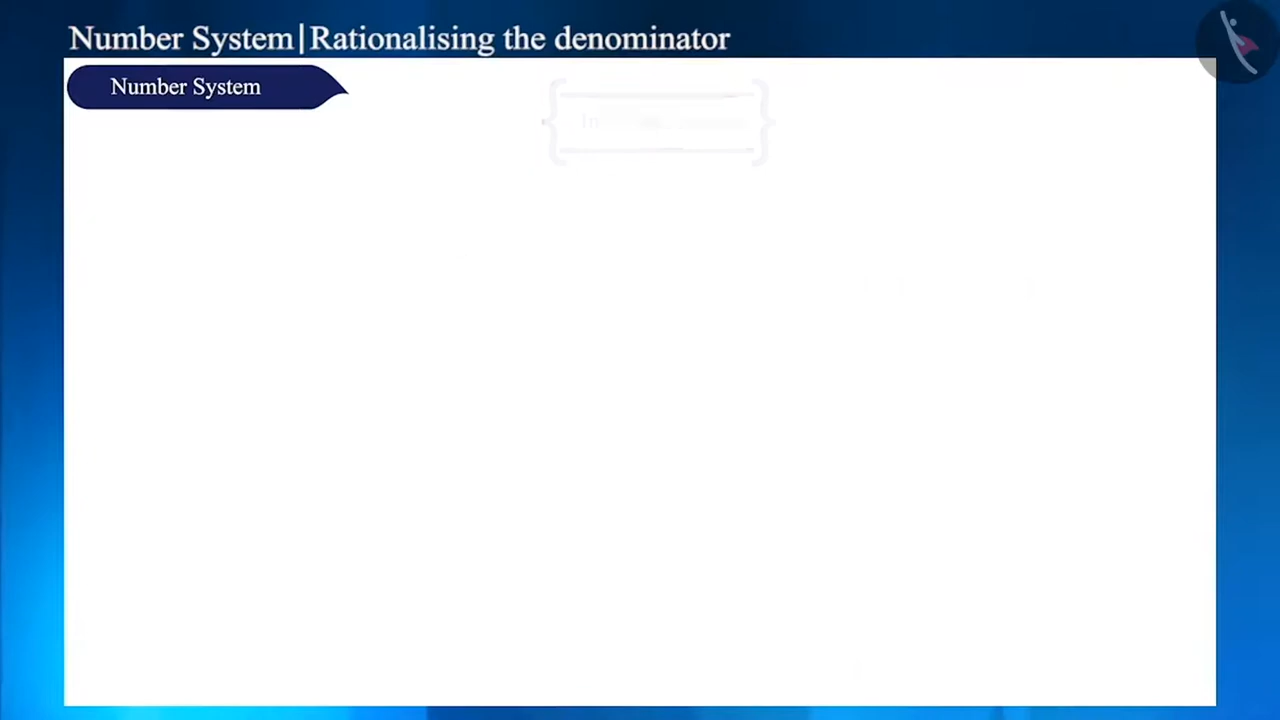 Number System|Rationalising the denominator
Number System